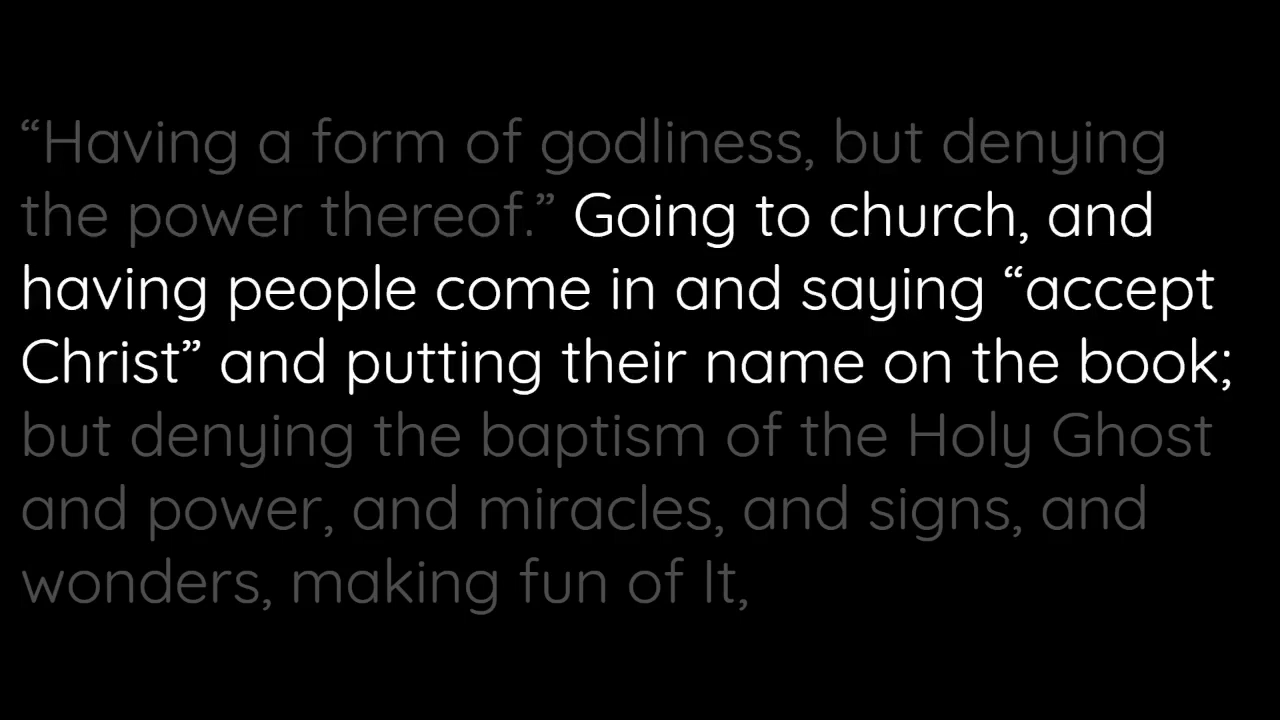 “Having a form of godliness, but denying
the power thereof.” Going to church, and
having people come in and saying “accept
Christ” and putting their name on the book;
but denying the baptism of the Holy Ghost
and power, and miracles, and signs, and
wonders, making fun of It,